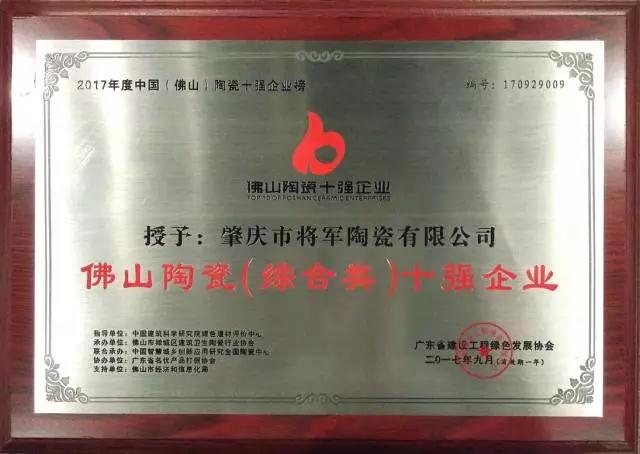 2017年度中国(佛山)陶瓷十强企业榜
编号：170929009
佛山陶瓷十强企业
TOP 10 OF FOSHAN CERAMIC ENTERPRISES
授予：肇庆市将军陶瓷有限公司
佛山陶瓷(综合类)十强企业
指导单位：中国建筑科学研究院绿色建材评价中心
承办单位：佛山市禅城区建筑卫生陶瓷行业协会
联合承办：中国智慧城乡创新应用研究全国陶瓷中心
协办单位：广东省名优产品打假协会
支持单位：佛山市经济和信息化局
广东省建设工程绿色发展协会
二〇一七年九月(有效期一年)